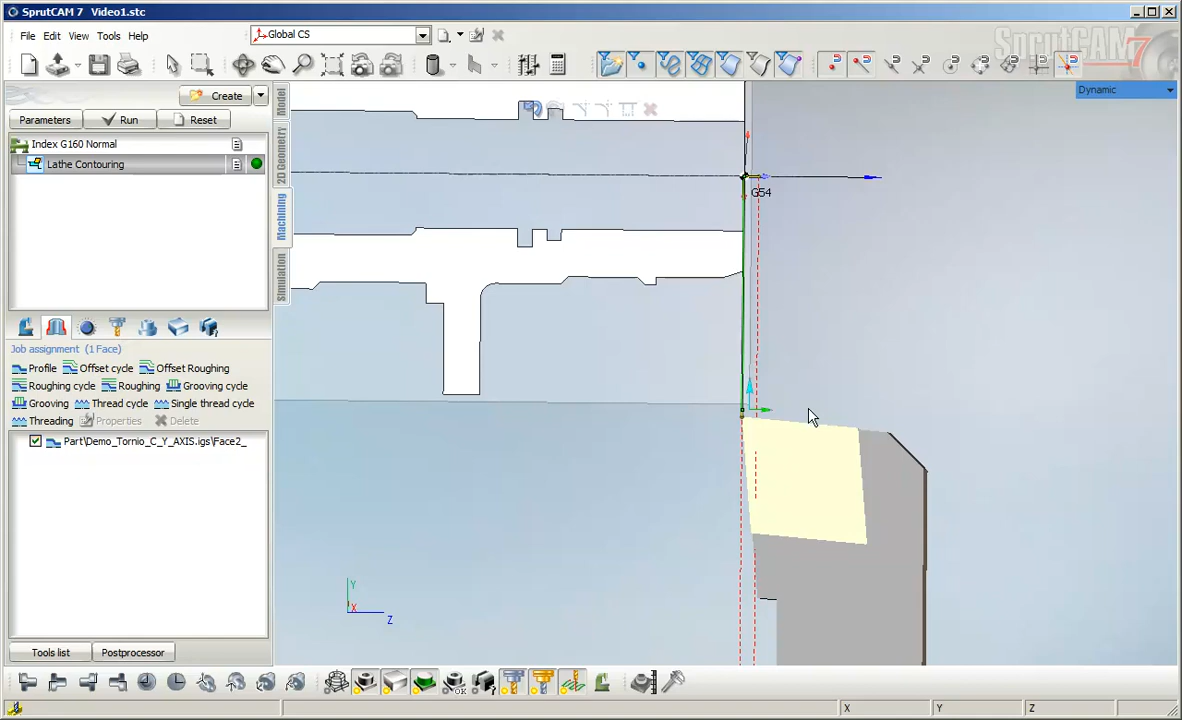 SprutCAM 7 Video1.stc
File Edit View Tools Help
Global CS
SprutCAM 7
Create
Parameters Run Reset
Index G160 Normal
Lathe Contouring
Model
2D Geometry
Machining
Simulation
Dynamic
G54
Job assignment (1 Face)
Profile Offset cycle Offset Roughing
Roughing cycle Roughing Grooving cycle
Grooving Thread cycle Single thread cycle
Threading Properties Delete
Part\Demo_Tornio_C_Y_AXIS.igs\Face2_
Y
X
Z
Tools list Postprocessor
OK
X Y Z